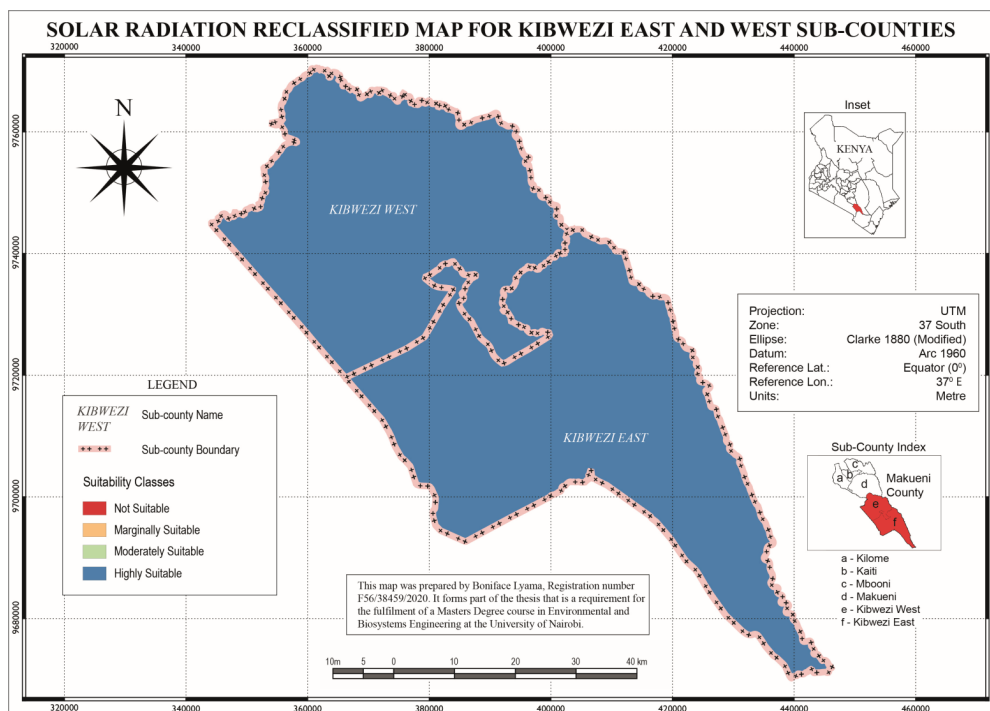 SOLAR RADIATION RECLASSIFIED MAP FOR KIBWEZI EAST AND WEST SUB-COUNTIES
320000 340000 360000 380000 400000 420000 440000 460000
9760000
9740000
9720000
9700000
9680000
N
KIBWEZI WEST
KIBWEZI EAST
Inset
KENYA
Projection: UTM
Zone: 37 South
Ellipse: Clarke 1880 (Modified)
Datum: Arc 1960
Reference Lat.: Equator (0⁰)
Reference Lon.: 37⁰ E
Units: Metre
LEGEND
KIBWEZI
WEST
Sub-county Name
Sub-county Boundary
Suitability Classes
Not Suitable
Marginally Suitable
Moderately Suitable
Highly Suitable
Sub-County Index
Makueni
County
a
b
c
d
e
f
a - Kilome
b - Kaiti
c - Mbooni
d - Makueni
e - Kibwezi West
f - Kibwezi East
This map was prepared by Boniface Lyama, Registration number
F56/38459/2020. It forms part of the thesis that is a requirement for
the fulfilment of a Masters Degree course in Environmental and
Biosystems Engineering at the University of Nairobi.
10m 5 0 10 20 30 40 km
9760000
9740000
9720000
9700000
9680000
320000 340000 360000 380000 400000 420000 440000 460000